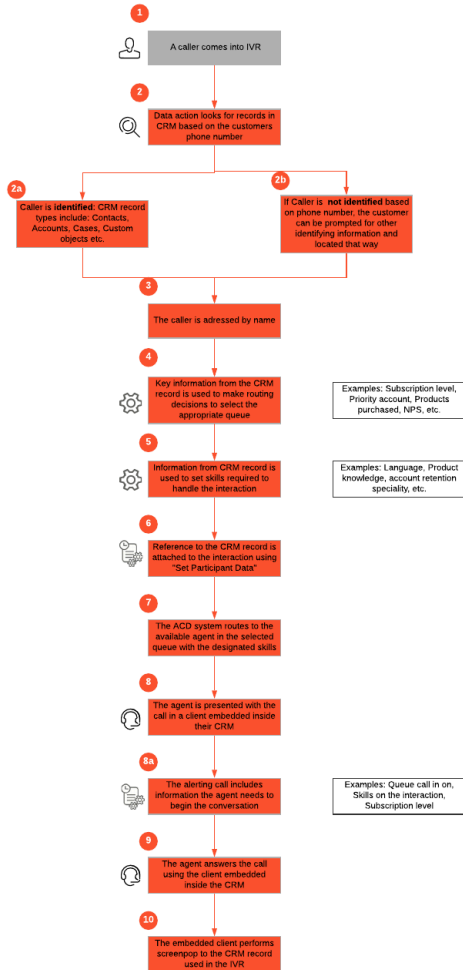 1
A caller comes into IVR
2
Data action looks for records in
CRM based on the customers
phone number
2a
Caller is identified: CRM record
types include: Contacts,
Accounts, Cases, Custom
objects etc.
2b
If Caller is not identified based
on phone number, the customer
can be prompted for other
identifying information and
located that way
3
The caller is adressed by name
4
Key information from the CRM
record is used to make routing
decisions to select the
appropriate queue
Examples: Subscription level,
Priority account, Products
purchased, NPS, etc.
5
Information from CRM record is
used to set skills required to
handle the interaction
Examples: Language, Product
knowledge, account retention
speciality, etc.
6
Reference to the CRM record is
attached to the interaction using
"Set Participant Data"
7
The ACD system routes to the
available agent in the selected
queue with the designated skills
8
The agent is presented with the
call in a client embedded inside
their CRM
8a
The alerting call includes
information the agent needs to
begin the conversation
Examples: Queue call in on,
Skills on the interaction,
Subscription level
9
The agent answers the call
using the client embedded
inside the CRM
10
The embedded client performs
screenpop to the CRM record
used in the IVR